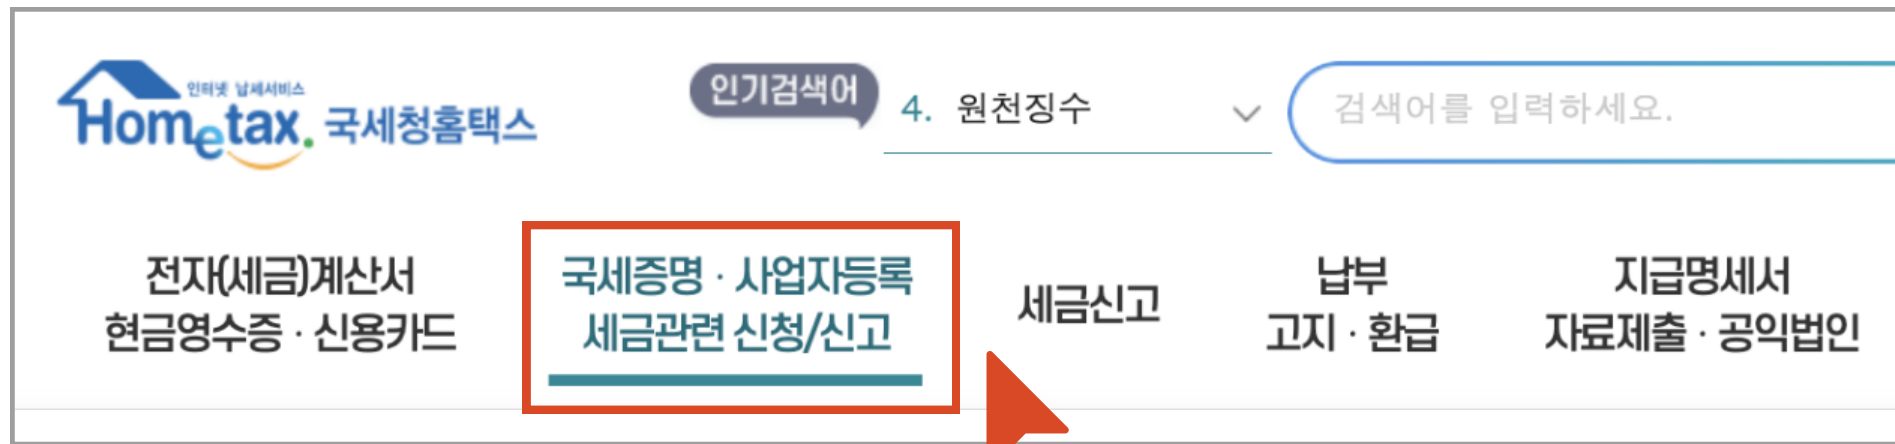 인터넷 납세서비스
Hometax. 국세청홈택스
인기검색어
4. 원천징수
검색어를 입력하세요.
전자(세금)계산서
현금영수증 · 신용카드
국세증명 · 사업자등록
세금관련 신청/신고
세금신고
납부
고지 · 환급
지급명세서
자료제출 · 공익법인